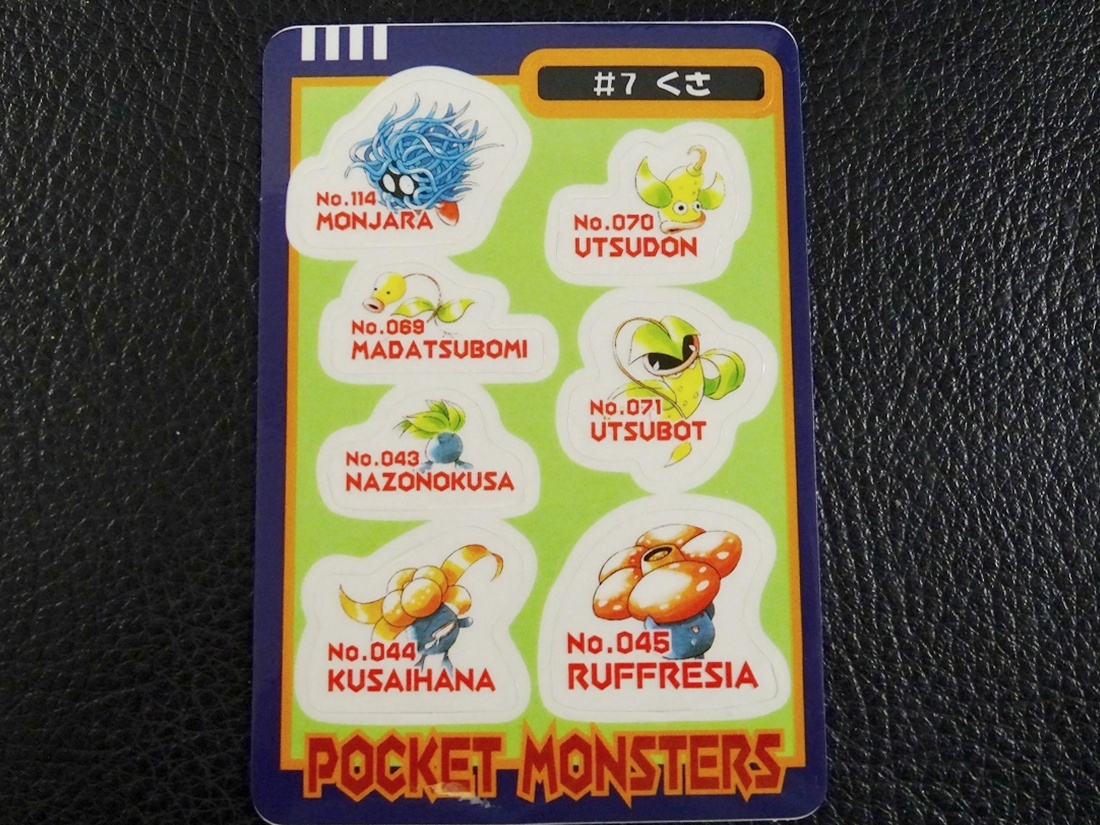 #7 くさ
No.114
MONJARA
No.070
UTSUDON
No.069
MADATSUBOMI
No.071
UTSUBOT
No.043
NAZONOKUSA
No.044
KUSAIHANA
No.045
RUFFRESIA
POCKET MONSTERS